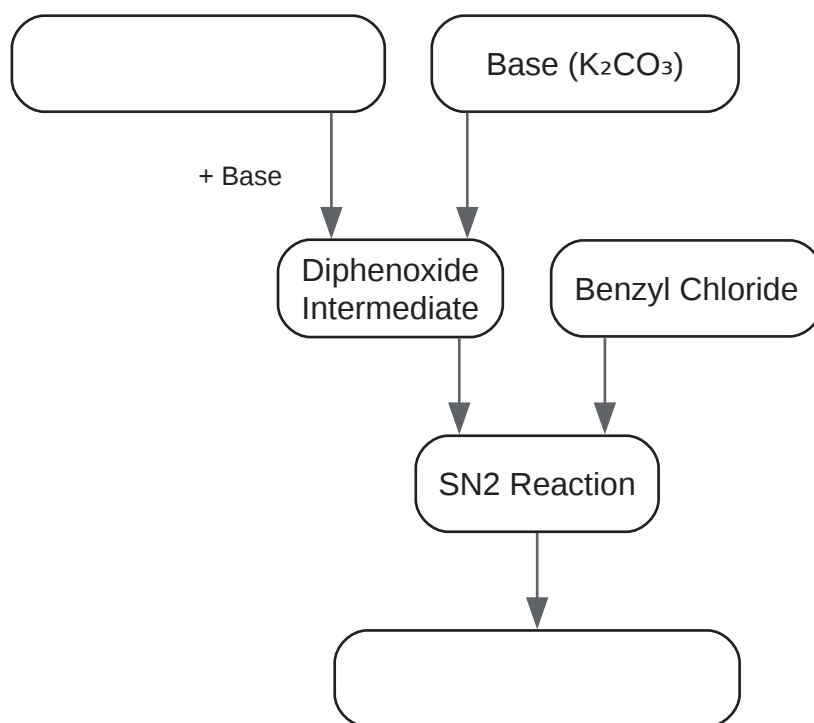 Base (K₂CO₃)
+ Base
Diphenoxide
Intermediate
Benzyl Chloride
SN2 Reaction